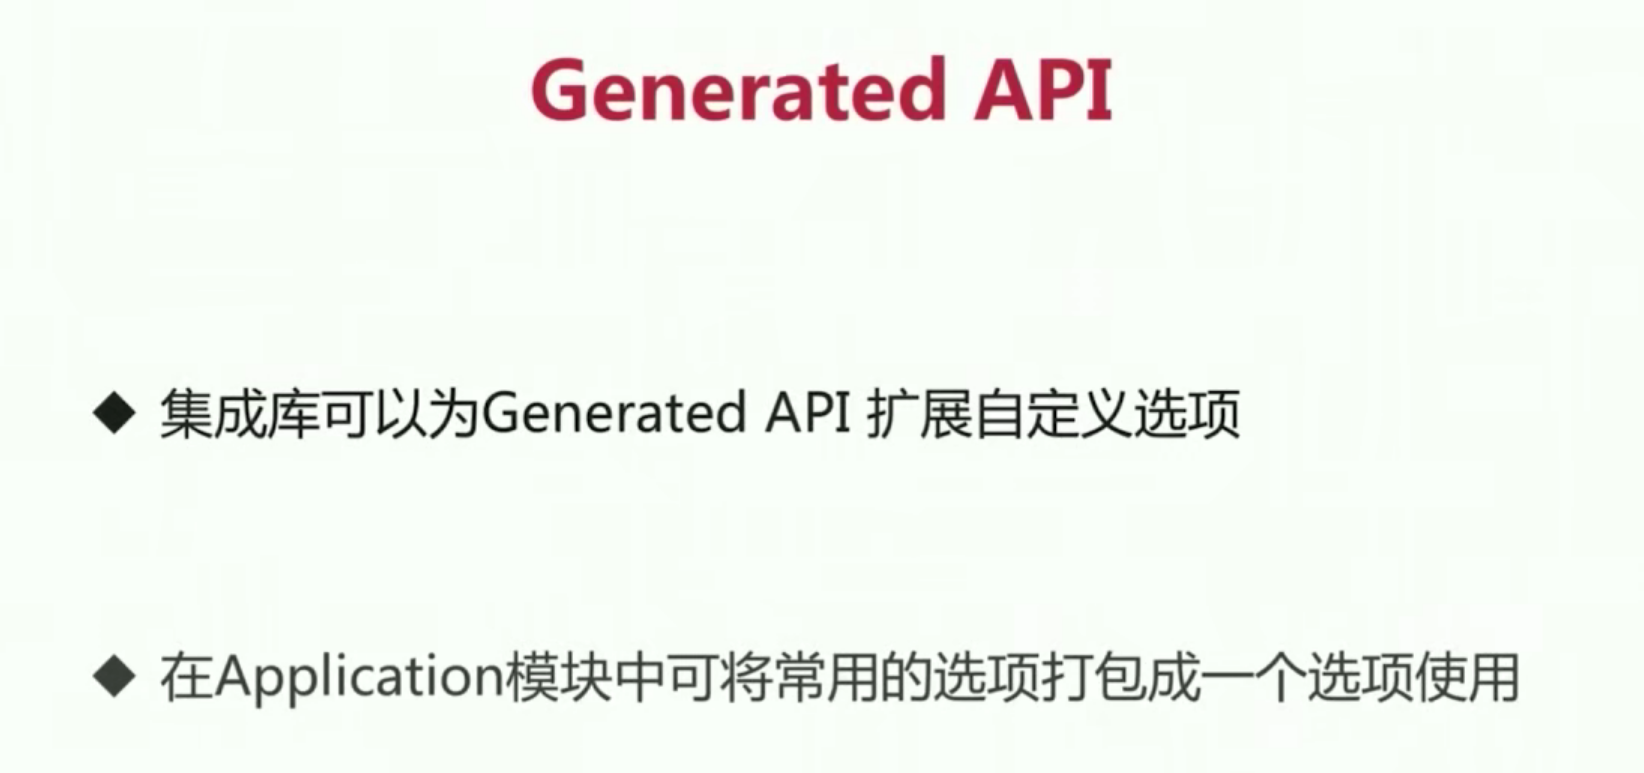 Generated API
◆ 集成库可以为Generated API 扩展自定义选项
◆ 在Application模块中可将常用的选项打包成一个选项使用